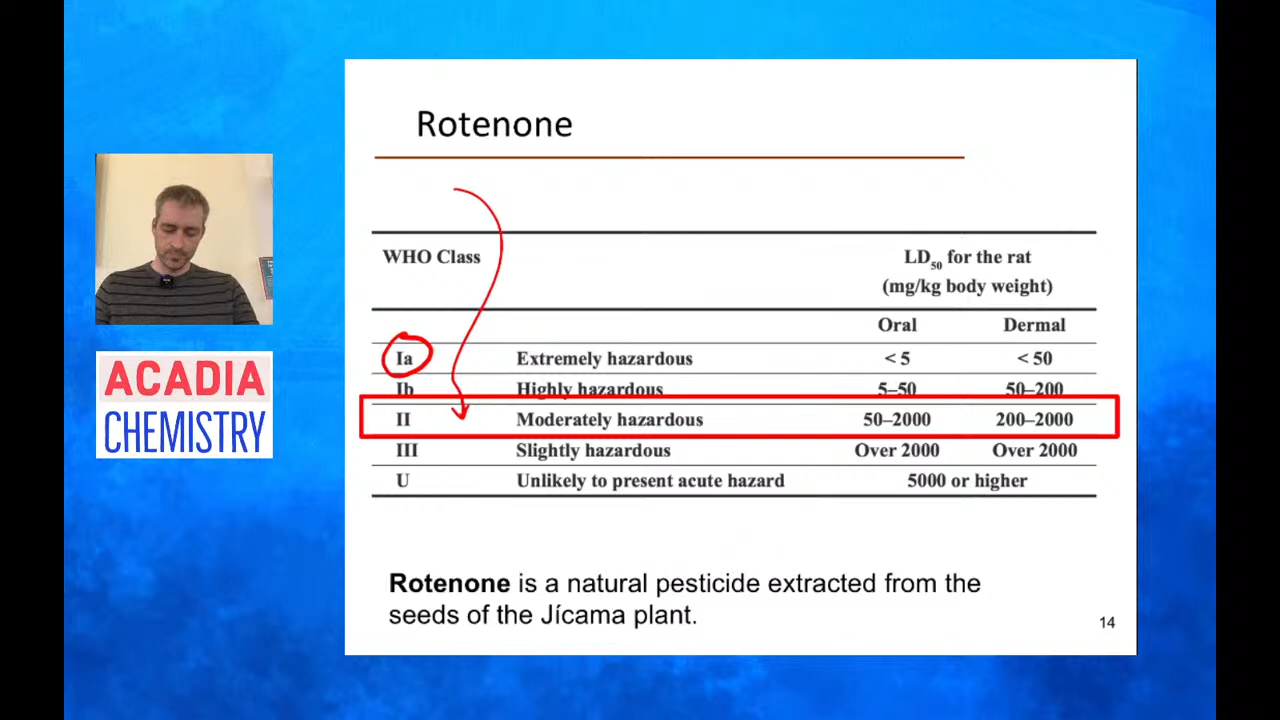 Rotenone
WHO Class
LD50 for the rat
(mg/kg body weight)
Oral Dermal
Ia Extremely hazardous < 5 < 50
Ib Highly hazardous 5–50 50–200
II Moderately hazardous 50–2000 200–2000
III Slightly hazardous Over 2000 Over 2000
U Unlikely to present acute hazard 5000 or higher
Rotenone is a natural pesticide extracted from the
seeds of the Jícama plant.
14
ACADIA
CHEMISTRY